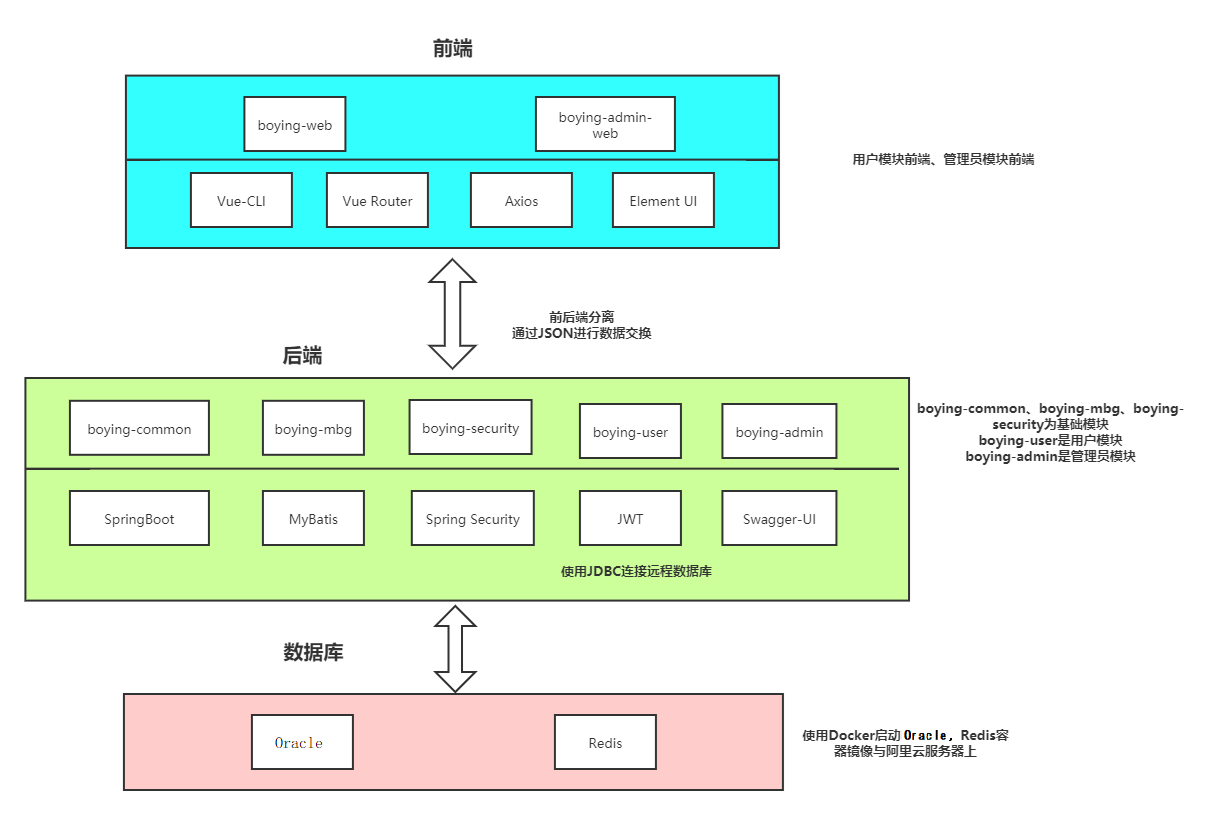 前端
boying-web
boying-admin-
web
用户模块前端、管理员模块前端
Vue-CLI
Vue Router
Axios
Element UI
前后端分离
通过JSON进行数据交换
后端
boying-common
boying-mbg
boying-security
boying-user
boying-admin
boying-common、boying-mbg、boying-
security为基础模块
boying-user是用户模块
boying-admin是管理员模块
SpringBoot
MyBatis
Spring Security
JWT
Swagger-UI
使用JDBC连接远程数据库
数据库
Oracle
Redis
使用Docker启动 Oracle，Redis容
器镜像与阿里云服务器上